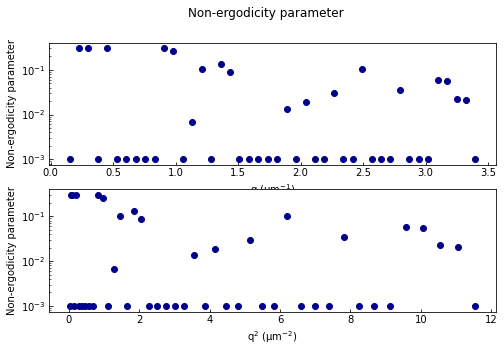 Non-ergodicity parameter
Non-ergodicity parameter
10⁻¹
10⁻²
10⁻³
0.0 0.5 1.0 1.5 2.0 2.5 3.0 3.5
q (μm⁻¹)
Non-ergodicity parameter
10⁻¹
10⁻²
10⁻³
0 2 4 6 8 10 12
q² (μm⁻²)